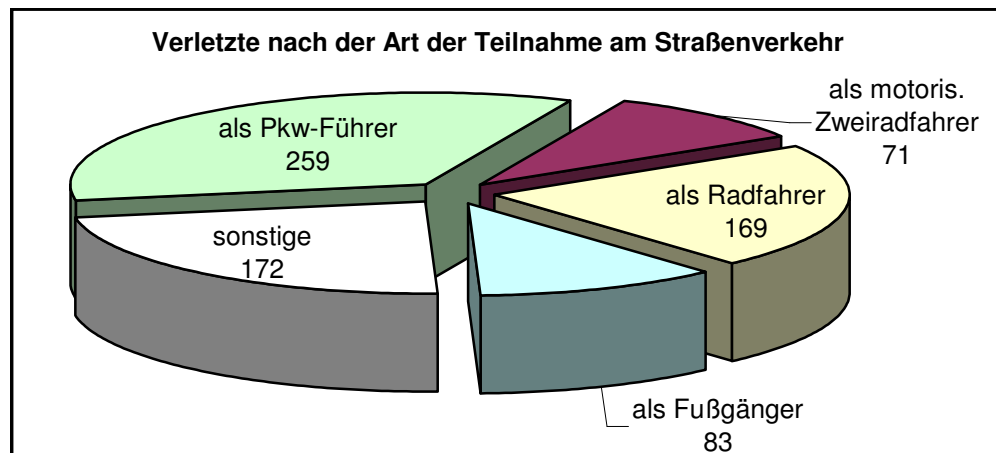 Verletzte nach der Art der Teilnahme am Straßenverkehr
als Pkw-Führer
259
als motoris.
Zweiradfahrer
71
als Radfahrer
169
sonstige
172
als Fußgänger
83